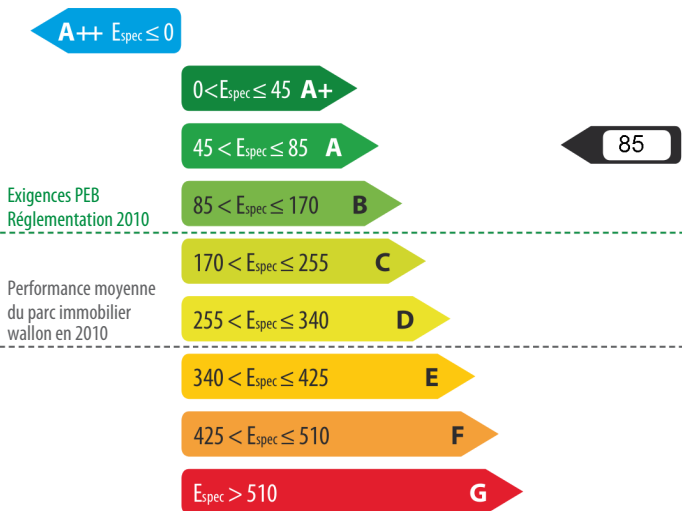 A++ Espec ≤ 0
0<Espec ≤ 45 A+
45 < Espec ≤ 85 A
85
85 < Espec ≤ 170 B
Exigences PEB
Réglementation 2010
170 < Espec ≤ 255 C
Performance moyenne
du parc immobilier
wallon en 2010
255 < Espec ≤ 340 D
340 < Espec ≤ 425 E
425 < Espec ≤ 510 F
Espec > 510 G